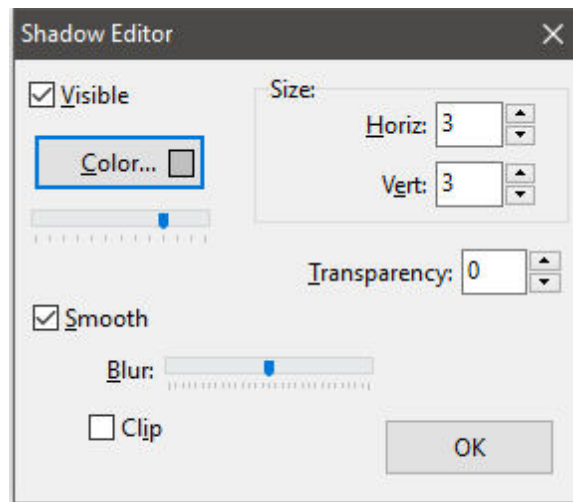 Shadow Editor
Visible
Size:
Color...
Horiz: 3
Vert: 3
Transparency: 0
Smooth
Blur:
Clip
OK